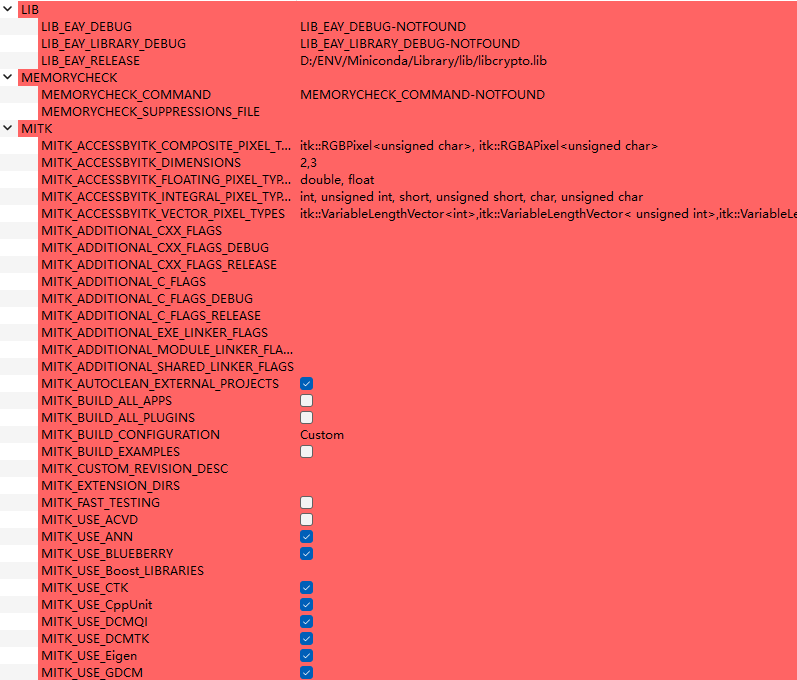 LIB
LIB_EAY_DEBUG LIB_EAY_DEBUG-NOTFOUND
LIB_EAY_LIBRARY_DEBUG LIB_EAY_LIBRARY_DEBUG-NOTFOUND
LIB_EAY_RELEASE D:/ENV/Miniconda/Library/lib/libcrypto.lib
MEMORYCHECK
MEMORYCHECK_COMMAND MEMORYCHECK_COMMAND-NOTFOUND
MEMORYCHECK_SUPPRESSIONS_FILE
MITK
MITK_ACCESSBYITK_COMPOSITE_PIXEL_T... itk::RGBPixel<unsigned char>, itk::RGBAPixel<unsigned char>
MITK_ACCESSBYITK_DIMENSIONS 2,3
MITK_ACCESSBYITK_FLOATING_PIXEL_TYP... double, float
MITK_ACCESSBYITK_INTEGRAL_PIXEL_TYP... int, unsigned int, short, unsigned short, char, unsigned char
MITK_ACCESSBYITK_VECTOR_PIXEL_TYPES itk::VariableLengthVector<int>,itk::VariableLengthVector< unsigned int>,itk::VariableLe
MITK_ADDITIONAL_CXX_FLAGS
MITK_ADDITIONAL_CXX_FLAGS_DEBUG
MITK_ADDITIONAL_CXX_FLAGS_RELEASE
MITK_ADDITIONAL_C_FLAGS
MITK_ADDITIONAL_C_FLAGS_DEBUG
MITK_ADDITIONAL_C_FLAGS_RELEASE
MITK_ADDITIONAL_EXE_LINKER_FLAGS
MITK_ADDITIONAL_MODULE_LINKER_FLA...
MITK_ADDITIONAL_SHARED_LINKER_FLAGS
MITK_AUTOCLEAN_EXTERNAL_PROJECTS
MITK_BUILD_ALL_APPS
MITK_BUILD_ALL_PLUGINS
MITK_BUILD_CONFIGURATION Custom
MITK_BUILD_EXAMPLES
MITK_CUSTOM_REVISION_DESC
MITK_EXTENSION_DIRS
MITK_FAST_TESTING
MITK_USE_ACVD
MITK_USE_ANN
MITK_USE_BLUEBERRY
MITK_USE_Boost_LIBRARIES
MITK_USE_CTK
MITK_USE_CppUnit
MITK_USE_DCMQI
MITK_USE_DCMTK
MITK_USE_Eigen
MITK_USE_GDCM